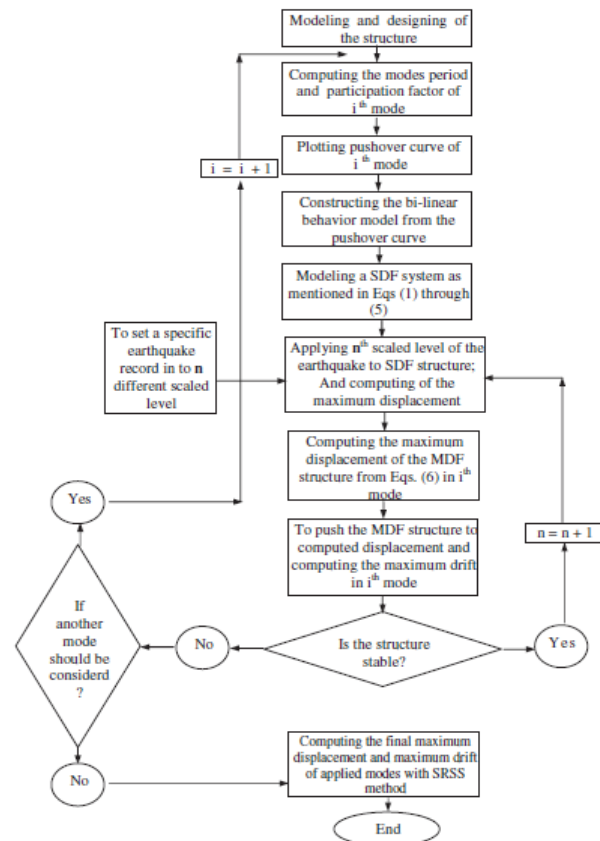 Modeling and designing of
the structure
Computing the modes period
and participation factor of
i th mode
Plotting pushover curve of
i th mode
i = i + 1
Constructing the bi-linear
behavior model from the
pushover curve
Modeling a SDF system as
mentioned in Eqs (1) through
(5)
To set a specific
earthquake
record in to n
different scaled
level
Applying nth scaled level of the
earthquake to SDF structure;
And computing of the
maximum displacement
Computing the maximum
displacement of the MDF
structure from Eqs. (6) in ith
mode
Yes
To push the MDF structure to
computed displacement and
computing the maximum drift
in ith mode
n = n + 1
If
another
mode
should be
considerd
?
No
Is the structure
stable?
Yes
No
Computing the final maximum
displacement and maximum drift
of applied modes with SRSS
method
End